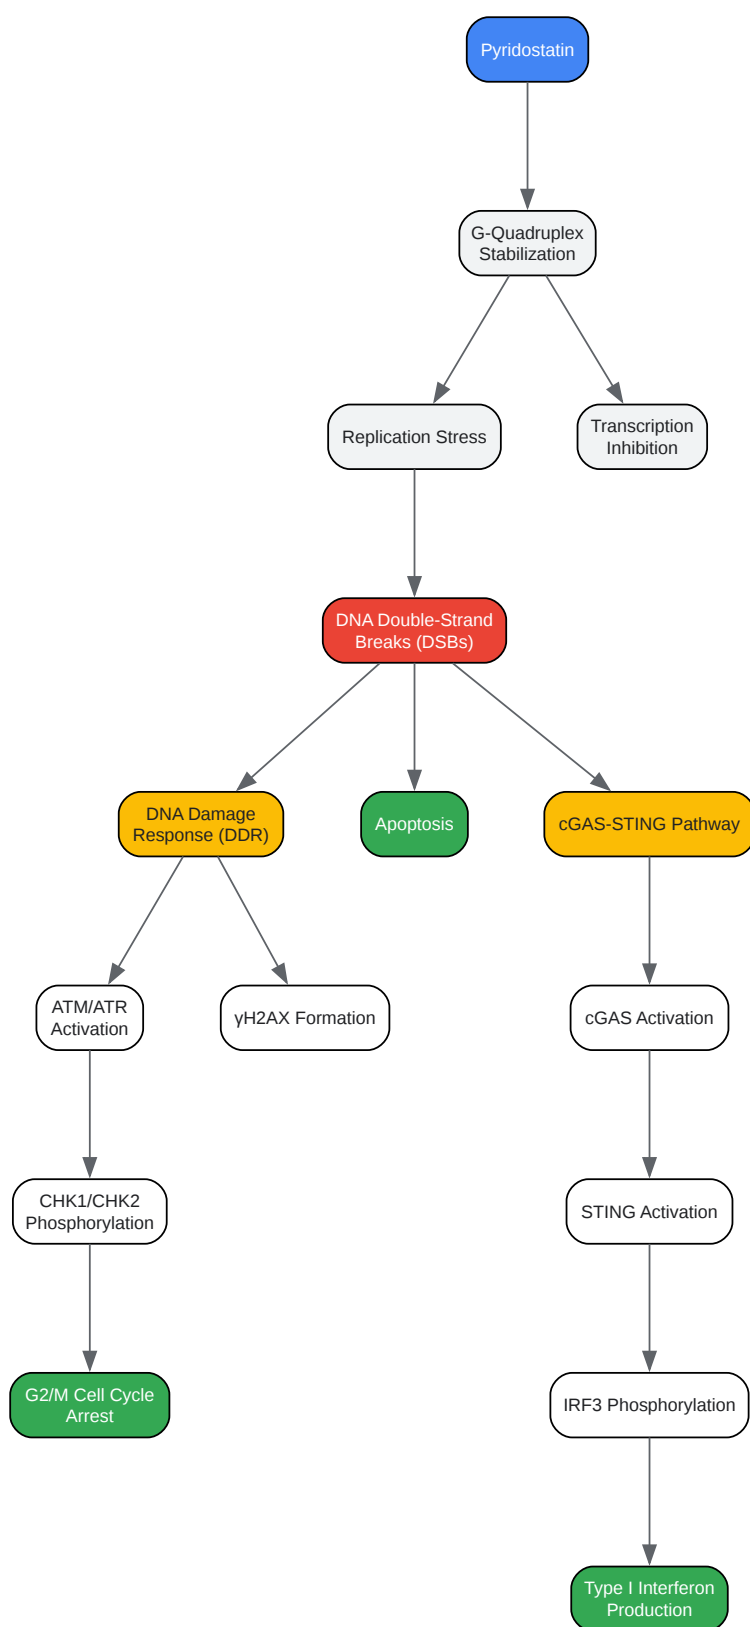 Pyridostatin
G-Quadruplex
Stabilization
Replication Stress
Transcription
Inhibition
DNA Double-Strand
Breaks (DSBs)
DNA Damage
Response (DDR)
Apoptosis
cGAS-STING Pathway
ATM/ATR
Activation
γH2AX Formation
cGAS Activation
CHK1/CHK2
Phosphorylation
STING Activation
G2/M Cell Cycle
Arrest
IRF3 Phosphorylation
Type I Interferon
Production